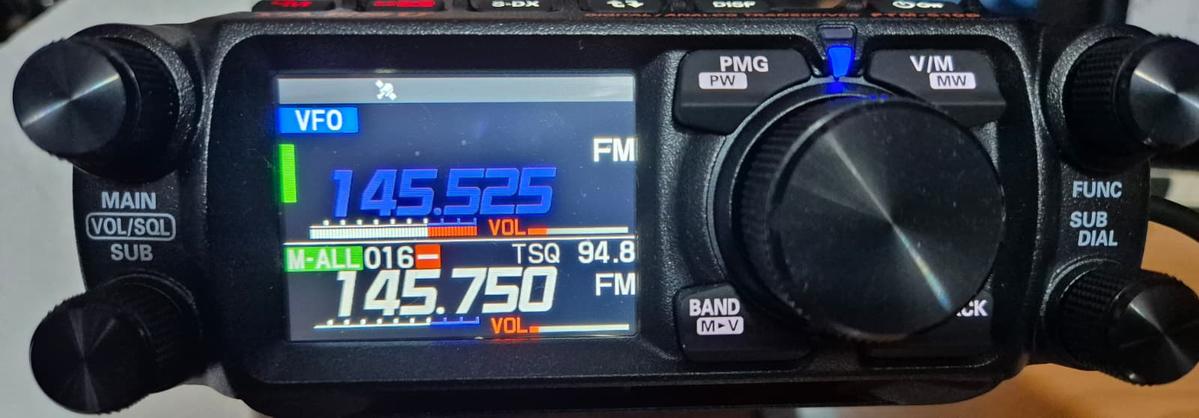 S-DX
DISP
DIGITAL/ANALOG TRANSCEIVER
PMG
PW
V/M
MW
VFO
FM
145.525
VOL
MAIN
VOL/SQL
SUB
M-ALL 016 - TSQ 94.8
145.750 FM
VOL
BAND
M▸V
FUNC
SUB
DIAL